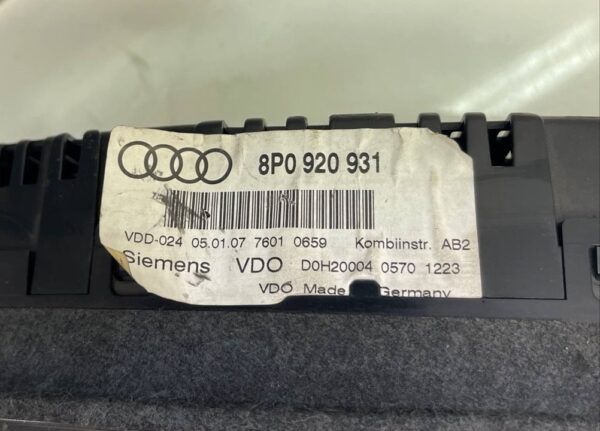 8P0 920 931
VDD-024 05.01.07 7601 0659 Kombiinstr. AB2
Siemens VDO D0H20004 0570 1223
VDO Made Germany